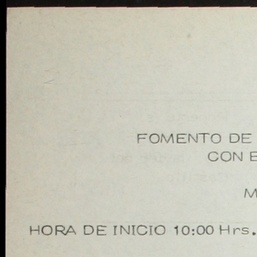 FOMENTO DE
CON
HORA DE INICIO 10:00 Hrs.